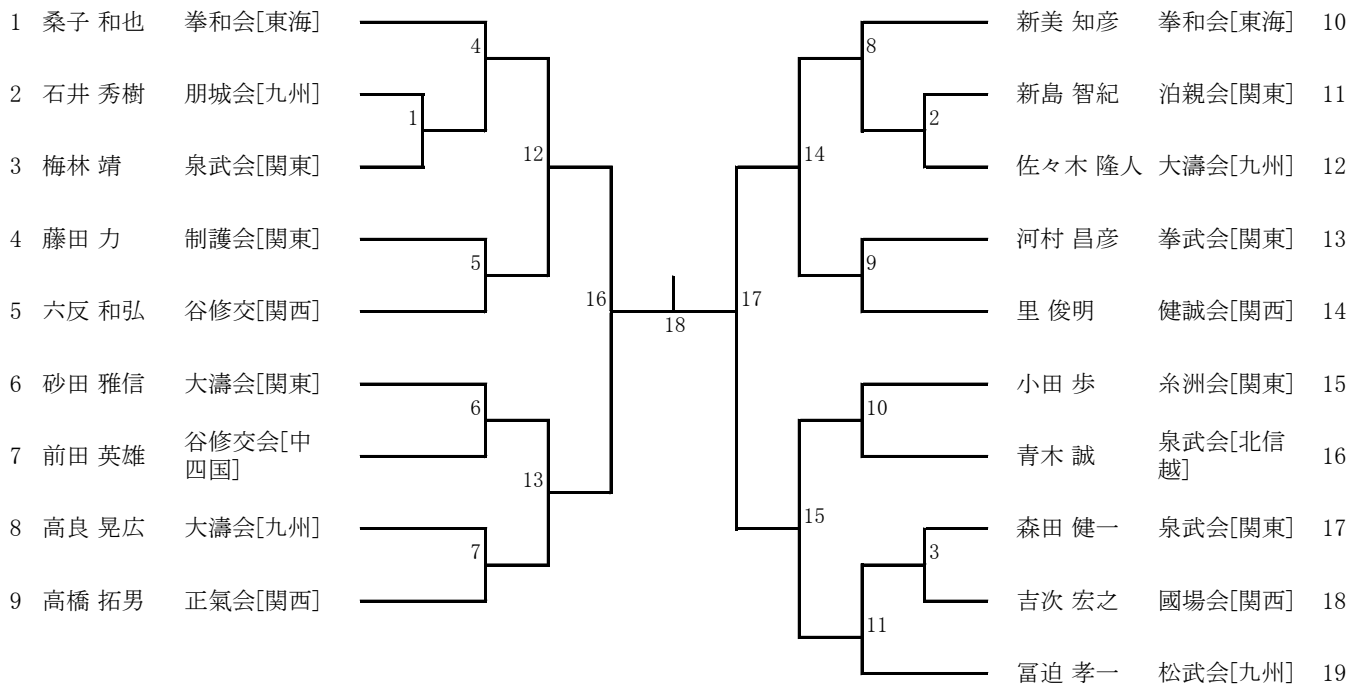 1 桑子 和也 拳和会[東海]
2 石井 秀樹 朋城会[九州]
3 梅林 靖 泉武会[関東]
4 藤田 力 制護会[関東]
5 六反 和弘 谷修交[関西]
6 砂田 雅信 大濤会[関東]
7 前田 英雄 谷修交会[中
四国]
8 高良 晃広 大濤会[九州]
9 高橋 拓男 正氣会[関西]
4
1
12
5
16
6
13
7
18
17
8
2
14
9
10
15
3
11
新美 知彦 拳和会[東海] 10
新島 智紀 泊親会[関東] 11
佐々木 隆人 大濤会[九州] 12
河村 昌彦 拳武会[関東] 13
里 俊明 健誠会[関西] 14
小田 歩 糸洲会[関東] 15
青木 誠 泉武会[北信
越] 16
森田 健一 泉武会[関東] 17
吉次 宏之 國場会[関西] 18
冨迫 孝一 松武会[九州] 19